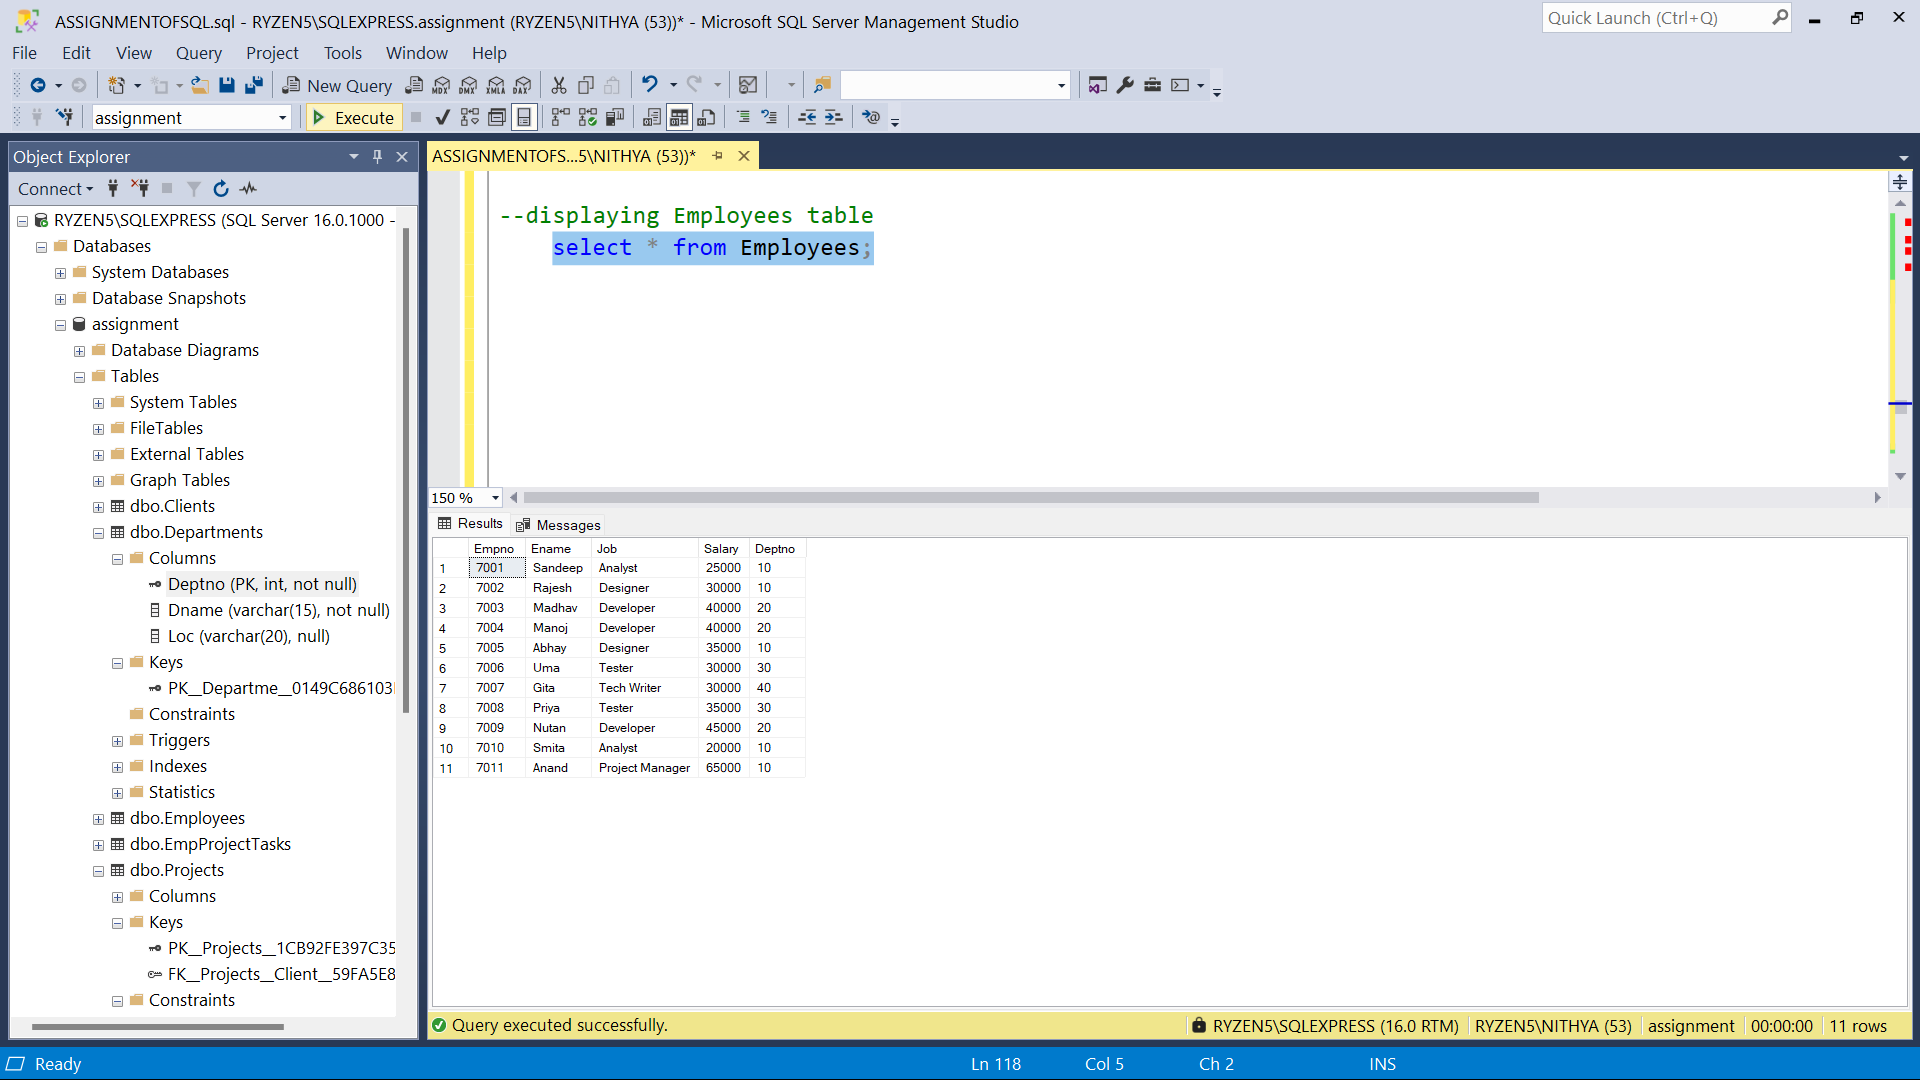 ASSIGNMENTOFSQL.sql - RYZEN5\SQLEXPRESS.assignment (RYZEN5\NITHYA (53))* - Microsoft SQL Server Management Studio
Quick Launch (Ctrl+Q)
File Edit View Query Project Tools Window Help
New Query MDX DMX XMLA DAX
assignment Execute
Object Explorer
Connect
RYZEN5\SQLEXPRESS (SQL Server 16.0.1000 -
Databases
System Databases
Database Snapshots
assignment
Database Diagrams
Tables
System Tables
FileTables
External Tables
Graph Tables
dbo.Clients
dbo.Departments
Columns
Deptno (PK, int, not null)
Dname (varchar(15), not null)
Loc (varchar(20), null)
Keys
PK__Departme__0149C686103
Constraints
Triggers
Indexes
Statistics
dbo.Employees
dbo.EmpProjectTasks
dbo.Projects
Columns
Keys
PK__Projects__1CB92FE397C35
FK__Projects__Client__59FA5E8
Constraints
ASSIGNMENTOFS...5\NITHYA (53))*
--displaying Employees table
select * from Employees;
150 %
Results Messages
Empno Ename Job Salary Deptno
1 7001 Sandeep Analyst 25000 10
2 7002 Rajesh Designer 30000 10
3 7003 Madhav Developer 40000 20
4 7004 Manoj Developer 40000 20
5 7005 Abhay Designer 35000 10
6 7006 Uma Tester 30000 30
7 7007 Gita Tech Writer 30000 40
8 7008 Priya Tester 35000 30
9 7009 Nutan Developer 45000 20
10 7010 Smita Analyst 20000 10
11 7011 Anand Project Manager 65000 10
Query executed successfully.
RYZEN5\SQLEXPRESS (16.0 RTM) RYZEN5\NITHYA (53) assignment 00:00:00 11 rows
Ready Ln 118 Col 5 Ch 2 INS